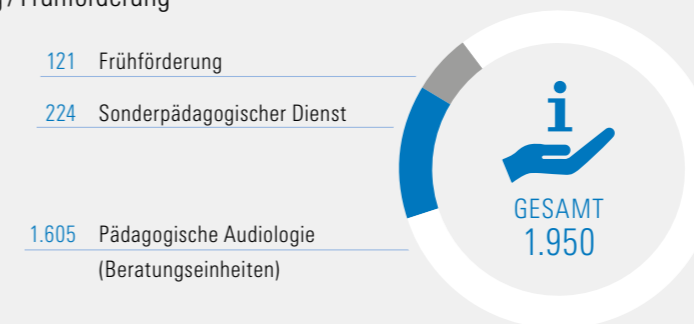 121 Frühförderung
224 Sonderpädagogischer Dienst
1.605 Pädagogische Audiologie
(Beratungseinheiten)
GESAMT
1.950